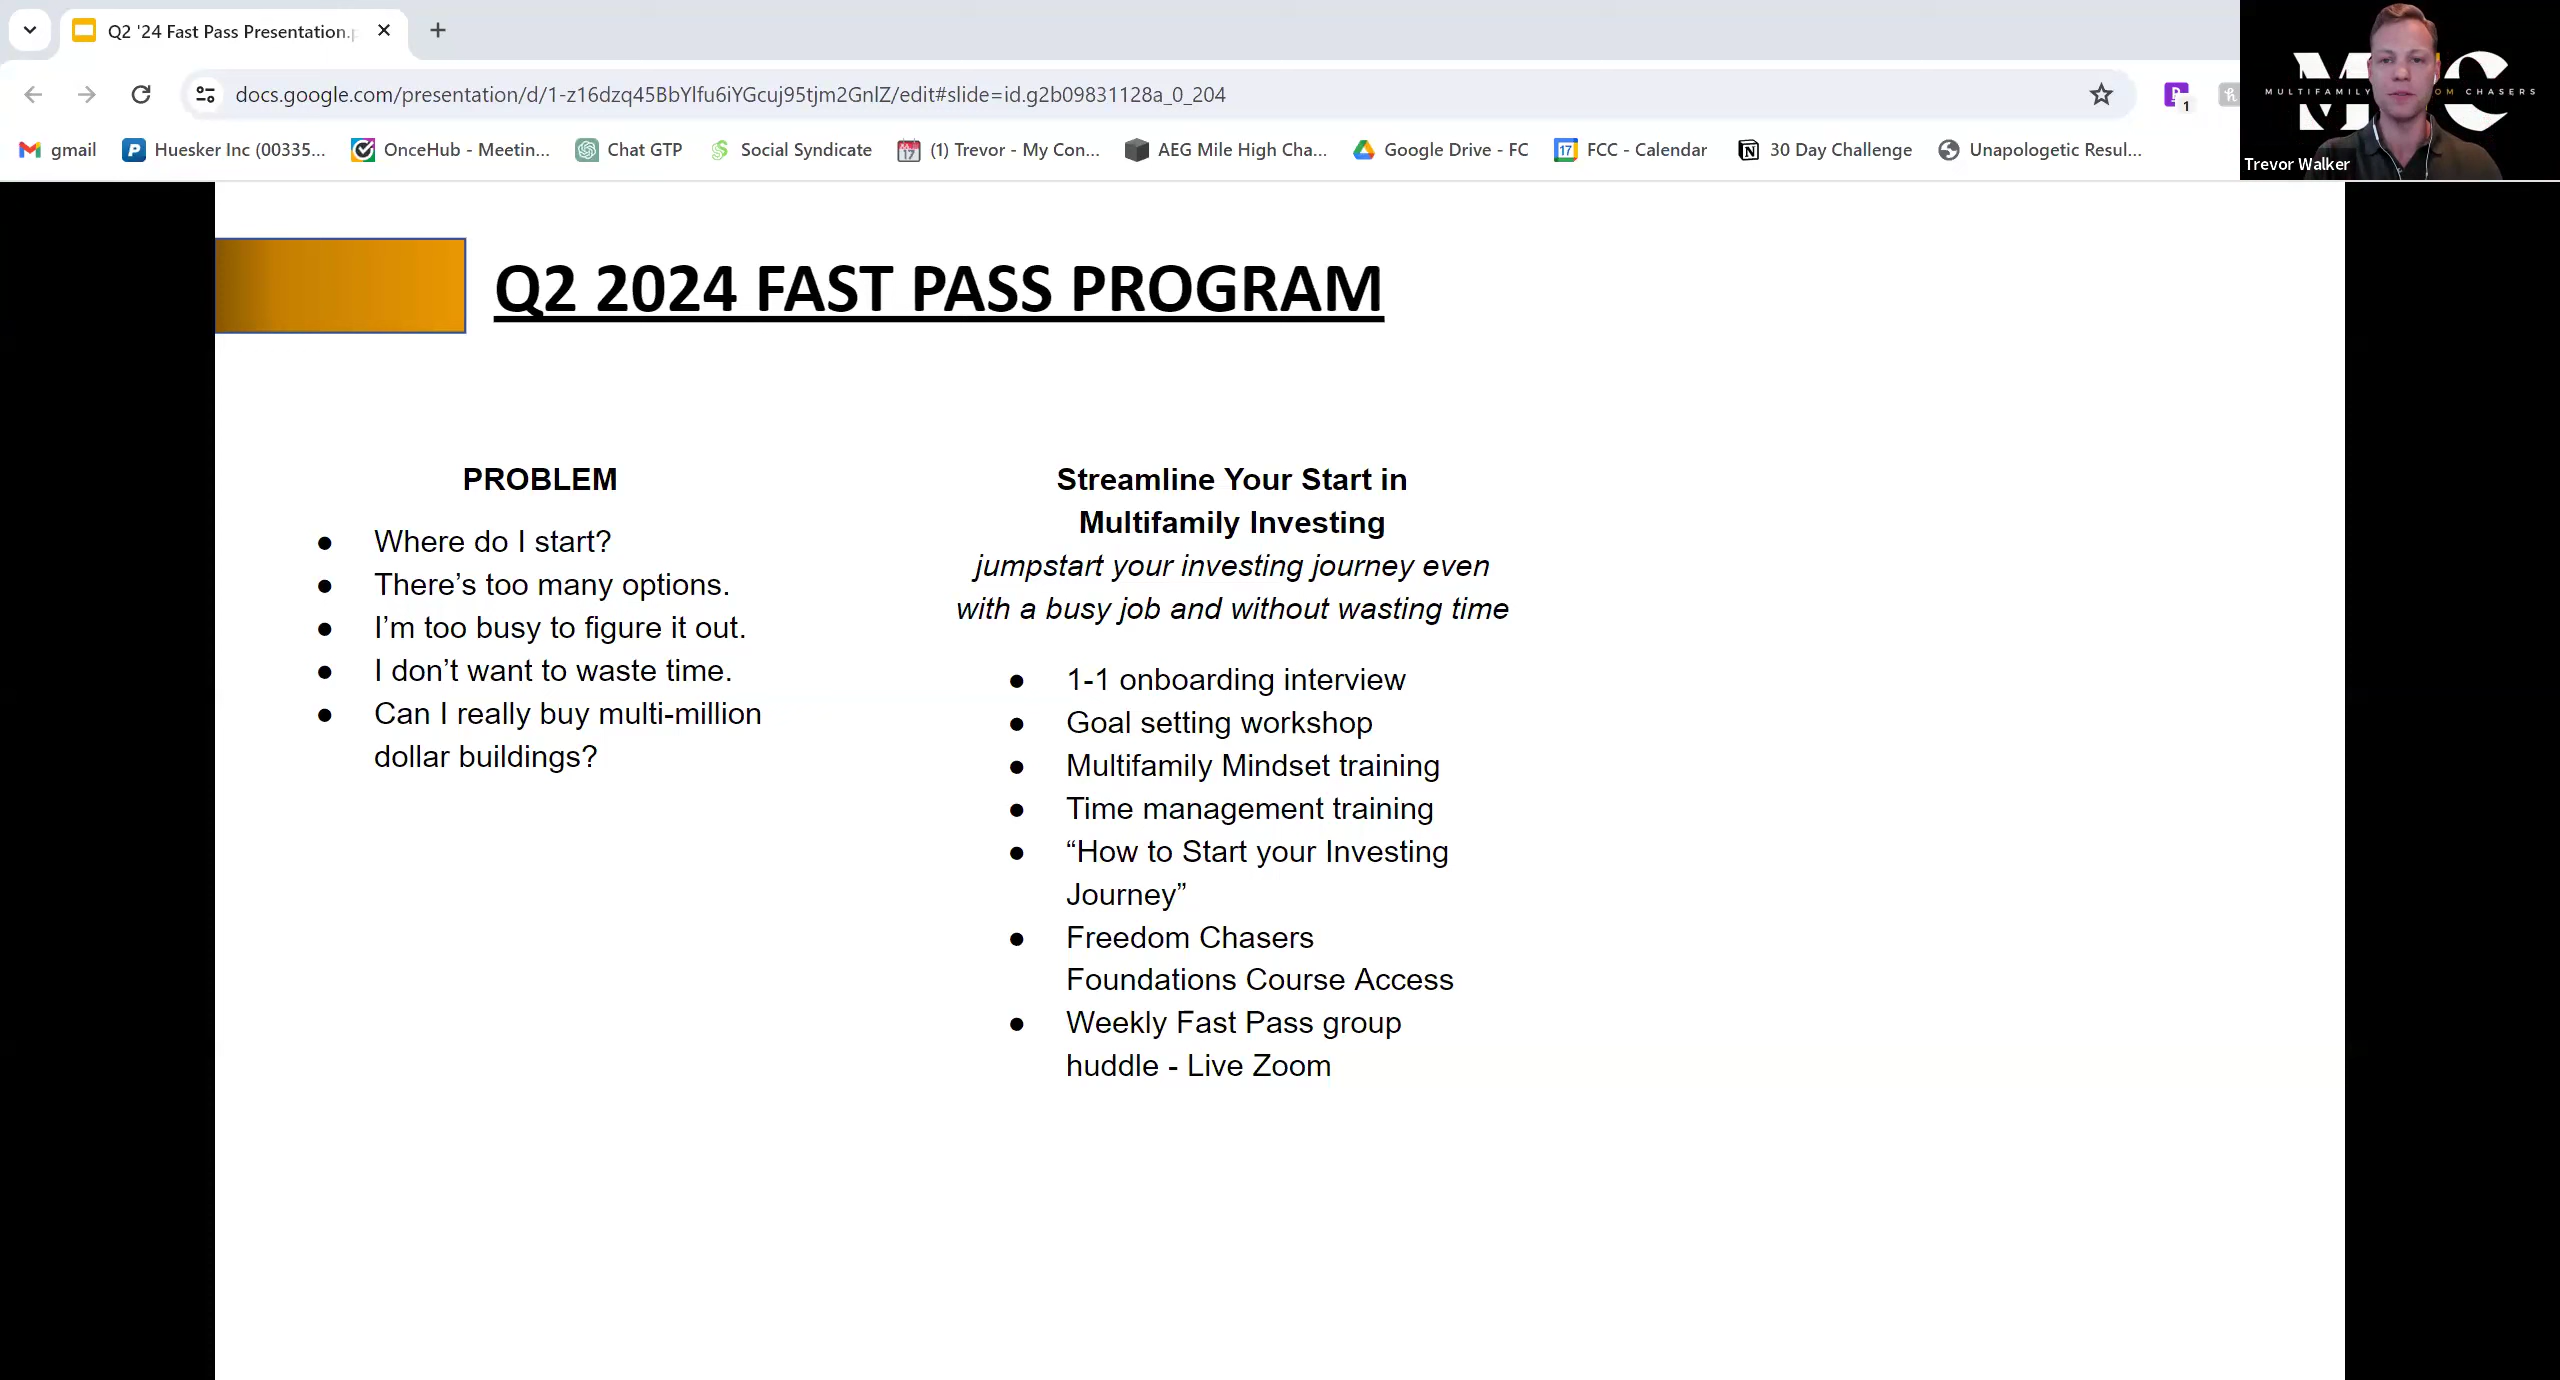 Q2 '24 Fast Pass Presentation.p
docs.google.com/presentation/d/1-z16dzq45BbYlfu6iYGcuj95tjm2GnlZ/edit#slide=id.g2b09831128a_0_204
1
gmail
Huesker Inc (00335...
OnceHub - Meetin...
Chat GTP
Social Syndicate
17
(1) Trevor - My Con...
AEG Mile High Cha...
Google Drive - FC
17
FCC - Calendar
30 Day Challenge
Unapologetic Resul...
MULTIFAMILY OM CHASERS
Trevor Walker
Q2 2024 FAST PASS PROGRAM
PROBLEM
● Where do I start?
● There’s too many options.
● I’m too busy to figure it out.
● I don’t want to waste time.
● Can I really buy multi-million
dollar buildings?
Streamline Your Start in
Multifamily Investing
jumpstart your investing journey even
with a busy job and without wasting time
● 1-1 onboarding interview
● Goal setting workshop
● Multifamily Mindset training
● Time management training
● “How to Start your Investing
Journey”
● Freedom Chasers
Foundations Course Access
● Weekly Fast Pass group
huddle - Live Zoom